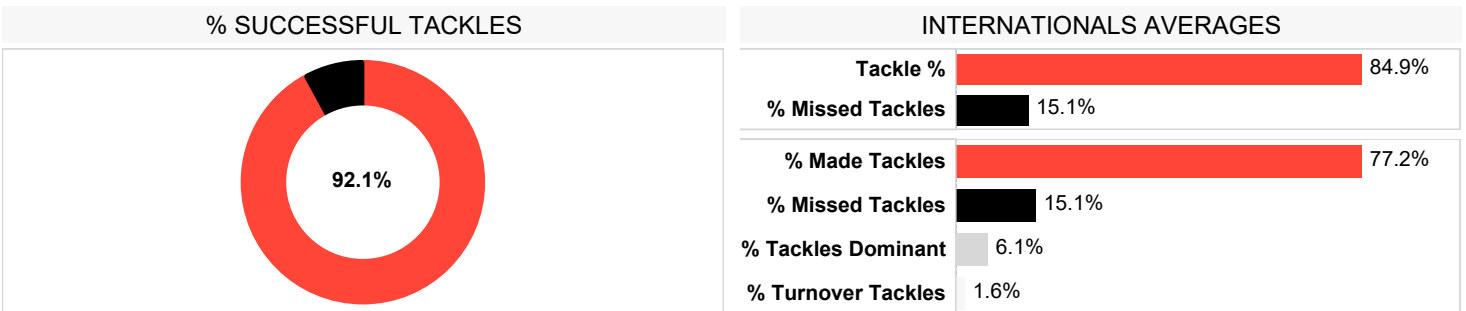 % SUCCESSFUL TACKLES
92.1%
INTERNATIONALS AVERAGES
Tackle % 84.9%
% Missed Tackles 15.1%
% Made Tackles 77.2%
% Missed Tackles 15.1%
% Tackles Dominant 6.1%
% Turnover Tackles 1.6%